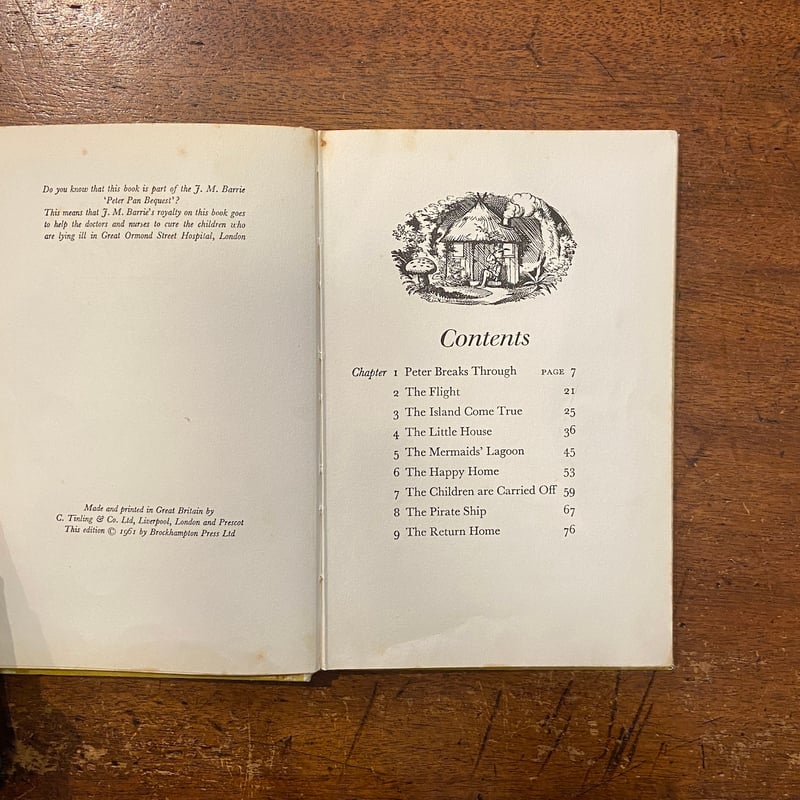 Do you know that this book is part of the J. M. Barrie
'Peter Pan Bequest'?
This means that J. M. Barrie's royalty on this book goes
to help the doctors and nurses to cure the children who
are lying ill in Great Ormond Street Hospital, London
Made and printed in Great Britain by
C. Tinling & Co. Ltd, Liverpool, London and Prescot
This edition © 1961 by Brockhampton Press Ltd
Contents
Chapter 1 Peter Breaks Through PAGE 7
2 The Flight 21
3 The Island Come True 25
4 The Little House 36
5 The Mermaids' Lagoon 45
6 The Happy Home 53
7 The Children are Carried Off 59
8 The Pirate Ship 67
9 The Return Home 76